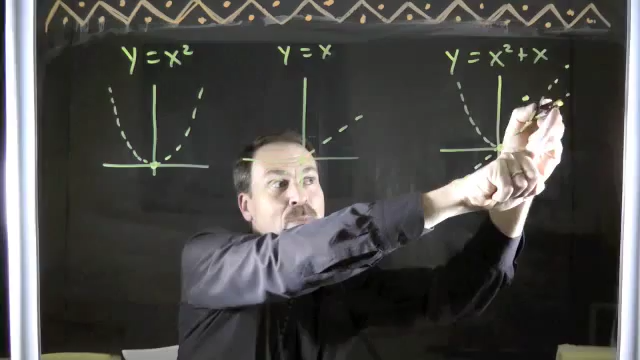 y = x²
y = x
y = x² + x